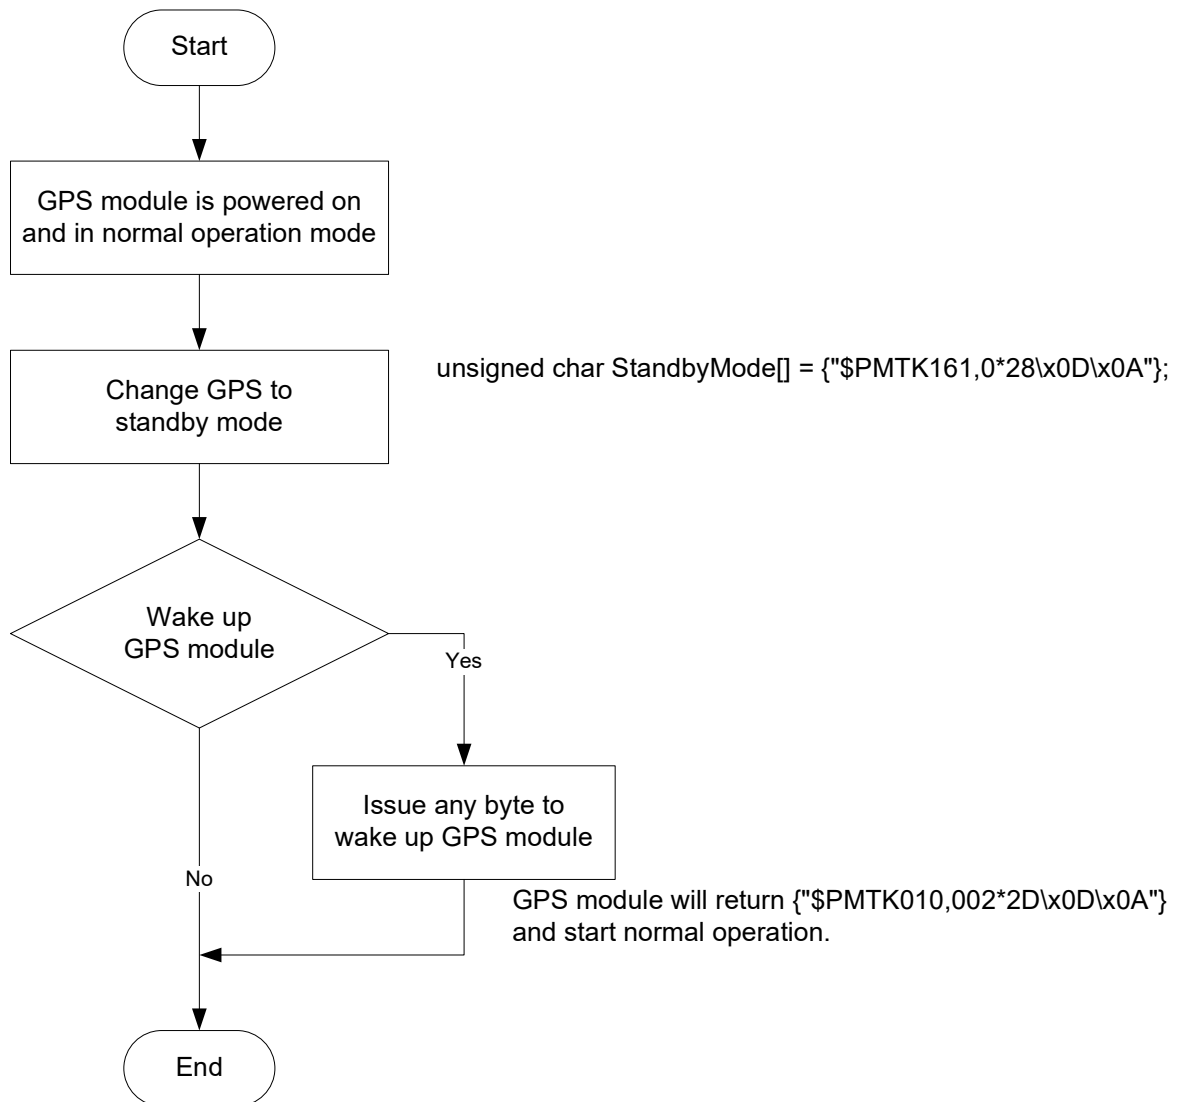 Start
GPS module is powered on
and in normal operation mode
Change GPS to
standby mode
unsigned char StandbyMode[] = {"$PMTK161,0*28\x0D\x0A"};
Wake up
GPS module
Yes
Issue any byte to
wake up GPS module
No
GPS module will return {"$PMTK010,002*2D\x0D\x0A"}
and start normal operation.
End